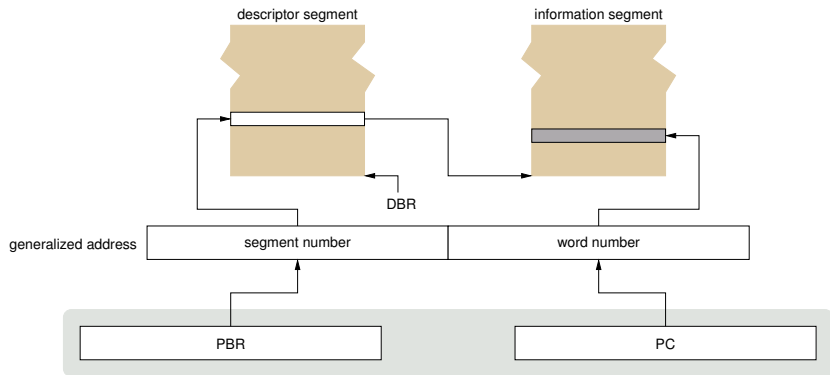 descriptor segment
information segment
DBR
generalized address
segment number
word number
PBR
PC